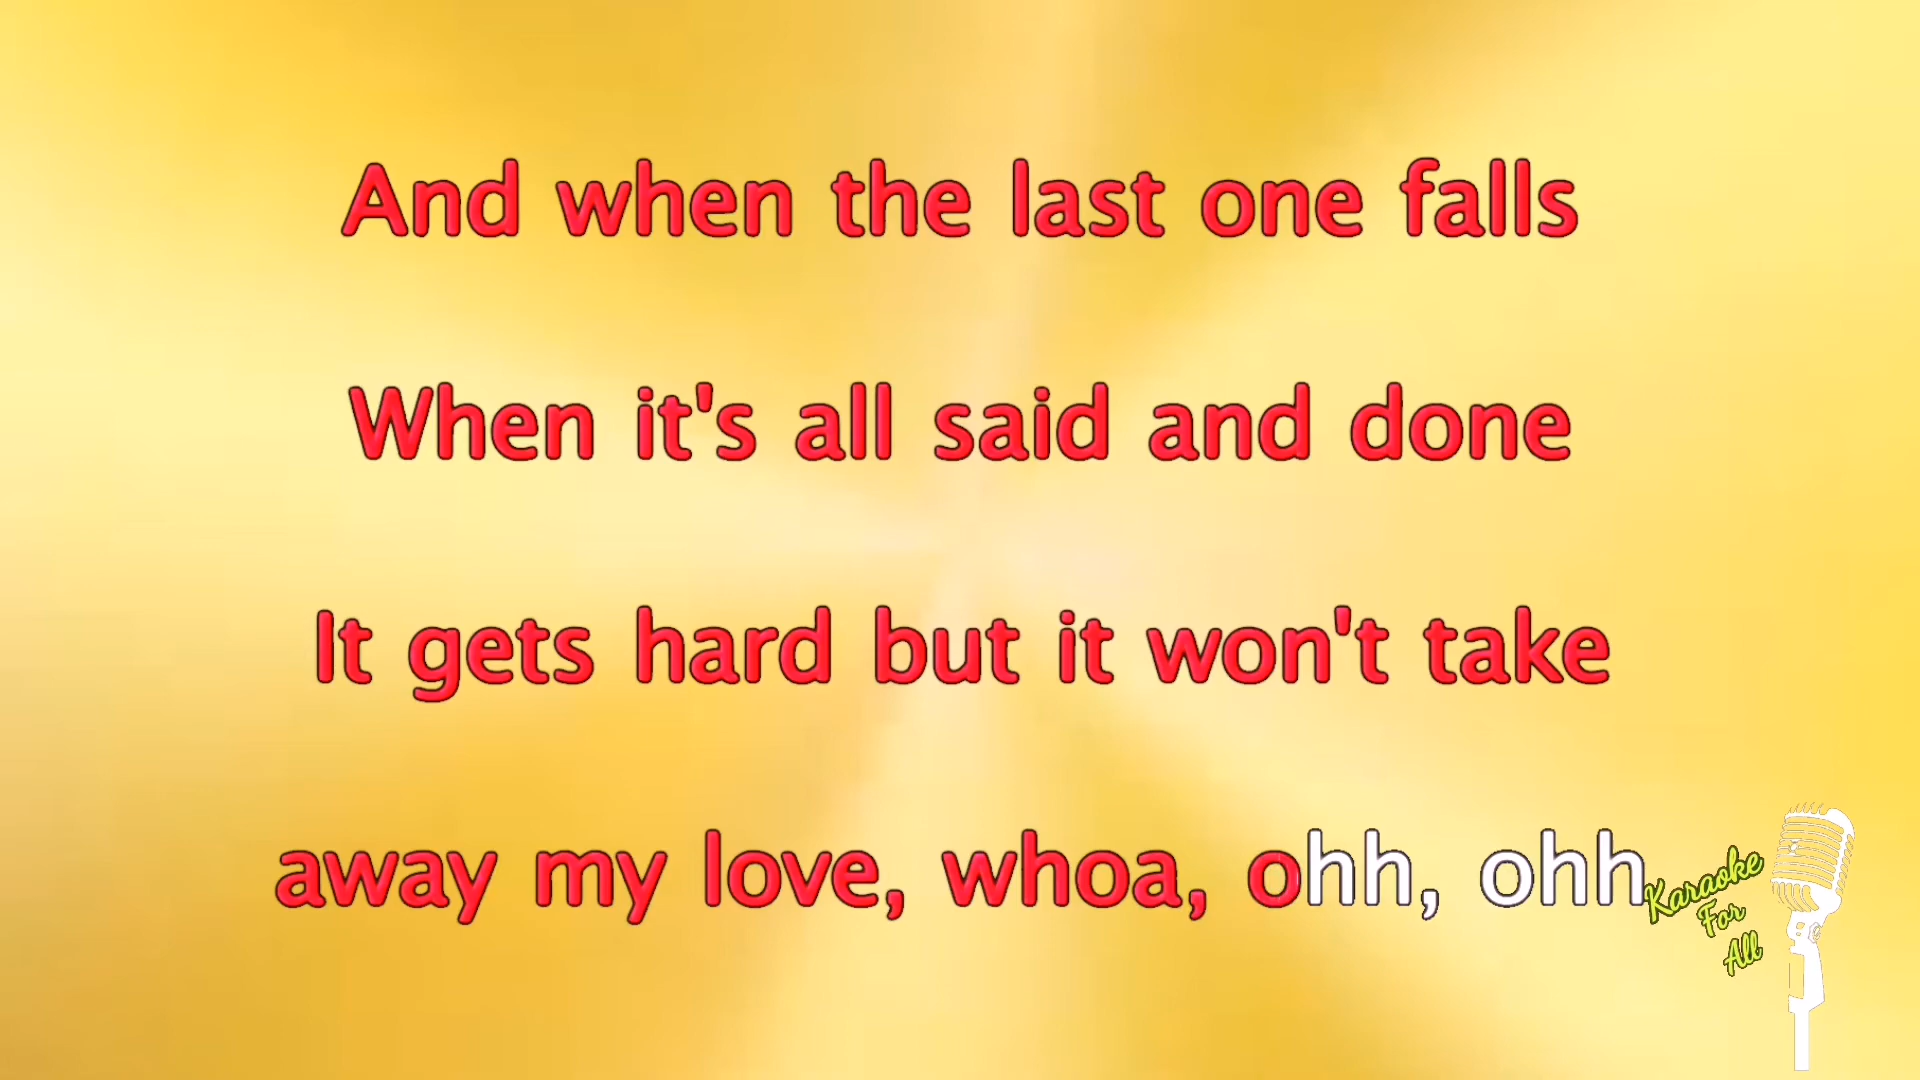 And when the last one falls
When it's all said and done
It gets hard but it won't take
away my love, whoa, ohh, ohh
Karaoke
For
All